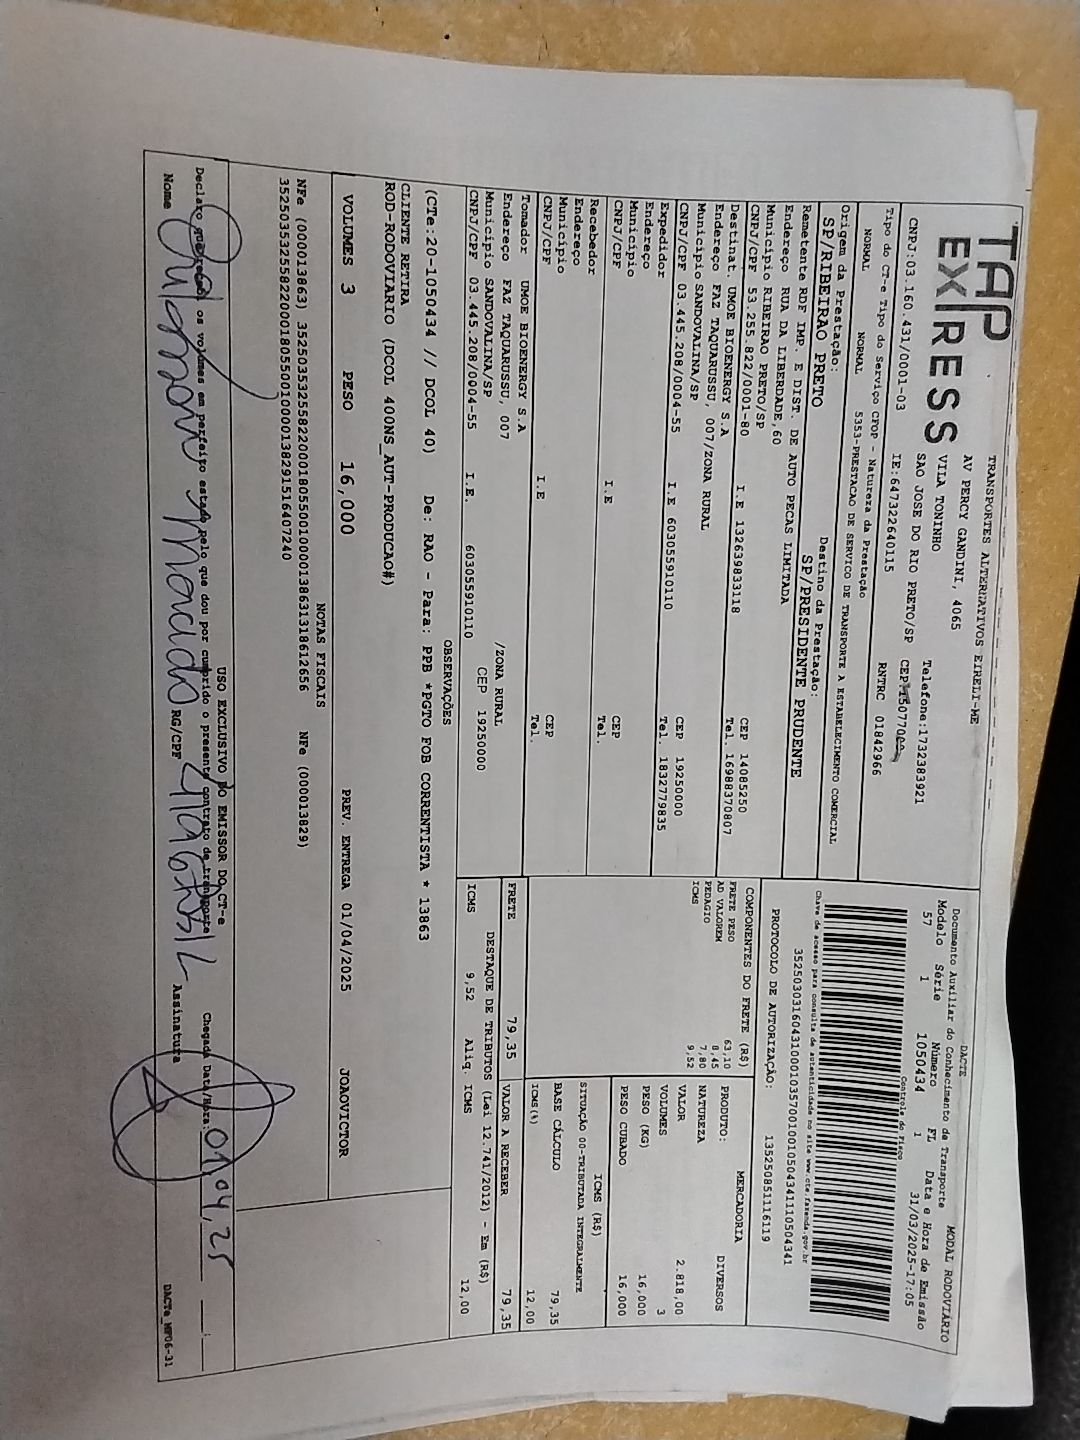 TAP
EXPRESS
TRANSPORTES ALTERNATIVOS EIRELI-ME
AV PERCY GANDINI, 4065
VILA TONINHO
SAO JOSE DO RIO PRETO/SP
Telefone:1732383921
CNPJ:03.160.431/0001-03 IE:647322640115
RNTRC 01842966
DACTE MODAL RODOVIÁRIO
Documento Auxiliar do Conhecimento de Transporte
Modelo Série Número FL Data e Hora de Emissão
57 1 1050434 1 31/03/2025-17:05
Controle do Fisco
Chave de acesso para consulta de autenticidade no site www.cte.fazenda.gov.br
PROTOCOLO DE AUTORIZAÇÃO: 135250851116119
Tipo do CT-e Tipo do Serviço CFOP - Natureza da Prestação
NORMAL NORMAL 5353-PRESTACAO DE SERVICO DE TRANSPORTE A ESTABELECIMENTO COMERCIAL
Origem da Prestação: Destino da Prestação:
SP/RIBEIRAO PRETO SP/PRESIDENTE PRUDENTE
Remetente RDF IMP. E DIST. DE AUTO PECAS LIMITADA
Endereço RUA DA LIBERDADE,60
Município RIBEIRAO PRETO/SP CEP 14085250
CNPJ/CPF 53.255.822/0001-80 I.E 132639833118 Tel. 16988370807
Destinat. UMOE BIOENERGY S.A
Endereço FAZ TAQUARUSSU, 007/ZONA RURAL
Município SANDOVALINA/SP CEP 19250000
CNPJ/CPF 03.445.208/0004-55 I.E 603055910110 Tel. 1832779835
Expedidor
Endereço
Município CEP
CNPJ/CPF I.E Tel.
Recebedor
Endereço
Município CEP
CNPJ/CPF I.E Tel.
Tomador UMOE BIOENERGY S.A
Endereço FAZ TAQUARUSSU, 007 /ZONA RURAL
Município SANDOVALINA/SP CEP 19250000
CNPJ/CPF 03.445.208/0004-55 I.E. 603055910110
COMPONENTES DO FRETE (R$)
FRETE PESO 63,10
AD VALOREM 8,45
PEDAGIO 7,80
ICMS 9,52
MERCADORIA
PRODUTO: DIVERSOS
NATUREZA
VALOR 2.818,00
VOLUMES 3
PESO (KG) 16,000
PESO CUBADO 16,000
ICMS (R$)
SITUAÇÃO 00-TRIBUTADA INTEGRALMENTE
BASE CÁLCULO 79,35
ICMS(%) 12,00
FRETE 79,35 VALOR A RECEBER 79,35
DESTAQUE DE TRIBUTOS (Lei 12.741/2012) - Em (R$)
ICMS 9,52 Aliq. ICMS 12,00
OBSERVAÇÕES
(CTe:20-1050434 // DCOL 40) De: RAO - Para: PPB *PGTO FOB CORRENTISTA * 13863
CLIENTE RETIRA
ROD-RODOVIARIO (DCOL 400NS_AUT-PRODUCAO#)
VOLUMES 3 PESO 16,000 PREV. ENTREGA 01/04/2025 JOAOVICTOR
NOTAS FISCAIS
NFe (000013863) NFe (000013829)
USO EXCLUSIVO DO EMISSOR DO CT-e
Declaro que recebi os volumes em perfeito estado pelo que dou por cumprido o presente contrato de transporte Chegada Data/Hora: 01,04,25
Nome RG/CPF Assinatura
DACTe_NF06-31